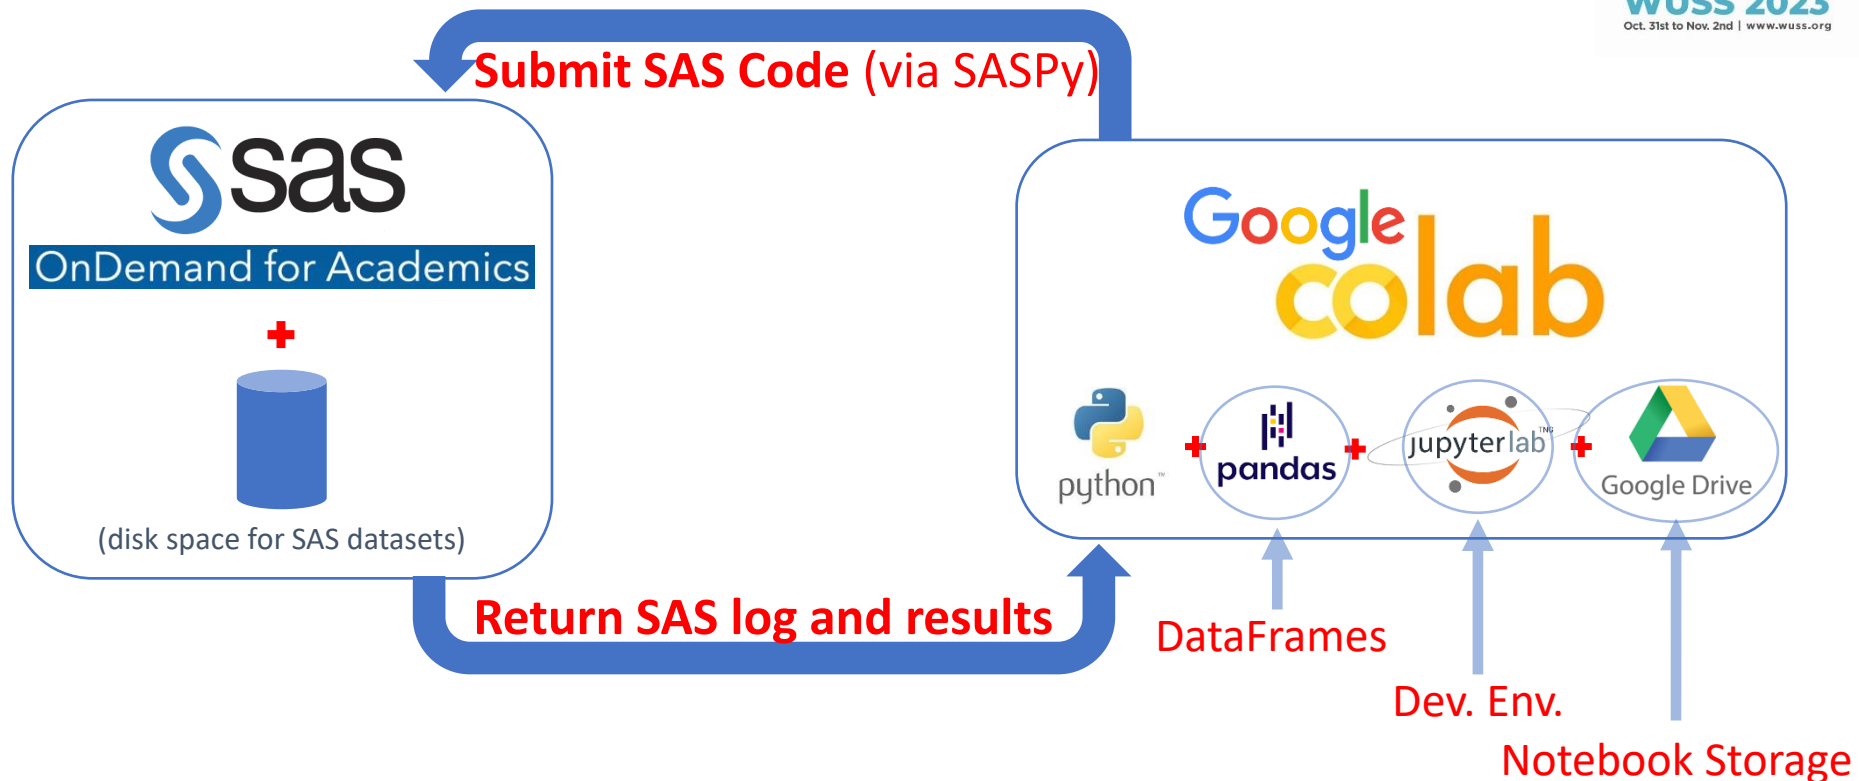 WUSS 2023
Oct. 31st to Nov. 2nd | www.wuss.org
Submit SAS Code (via SASPy)
sas
OnDemand for Academics
(disk space for SAS datasets)
Google
colab
python™
pandas
jupyterlab TNG
Google Drive
Return SAS log and results
DataFrames
Dev. Env.
Notebook Storage